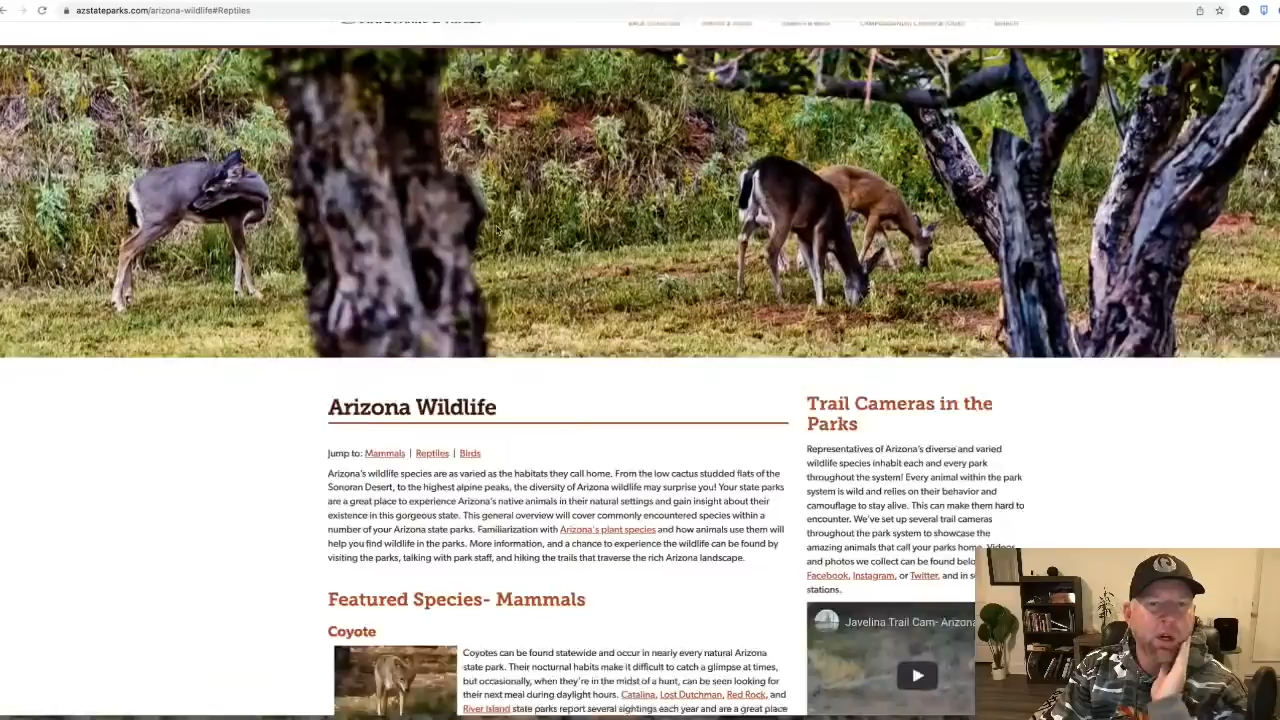 azstateparks.com/arizona-wildlife#Reptiles
Arizona Wildlife
Jump to: Mammals | Reptiles | Birds
Arizona's wildlife species are as varied as the habitats they call home. From the low cactus studded flats of the
Sonoran Desert, to the highest alpine peaks, the diversity of Arizona wildlife may surprise you! Your state parks
are a great place to experience Arizona's native animals in their natural settings and gain insight about their
existence in this gorgeous state. This general overview will cover commonly encountered species within a
number of your Arizona state parks. Familiarization with Arizona's plant species and how animals use them will
help you find wildlife in the parks. More information, and a chance to experience the wildlife can be found by
visiting the parks, talking with park staff, and hiking the trails that traverse the rich Arizona landscape.
Featured Species- Mammals
Coyote
Coyotes can be found statewide and occur in nearly every natural Arizona
state park. Their nocturnal habits make it difficult to catch a glimpse at times,
but occasionally, when they're in the midst of a hunt, can be seen looking for
their next meal during daylight hours. Catalina, Lost Dutchman, Red Rock, and
River Island state parks report several sightings each year and are a great place
Trail Cameras in the
Parks
Representatives of Arizona's diverse and varied
wildlife species inhabit each and every park
throughout the system! Every animal within the park
system is wild and relies on their behavior and
camouflage to stay alive. This can make them hard to
encounter. We've set up several trail cameras
throughout the park system to showcase the
amazing animals that call your parks home. Videos
and photos we collect can be found belo
Facebook, Instagram, or Twitter, and in s
stations.
Javelina Trail Cam- Arizona